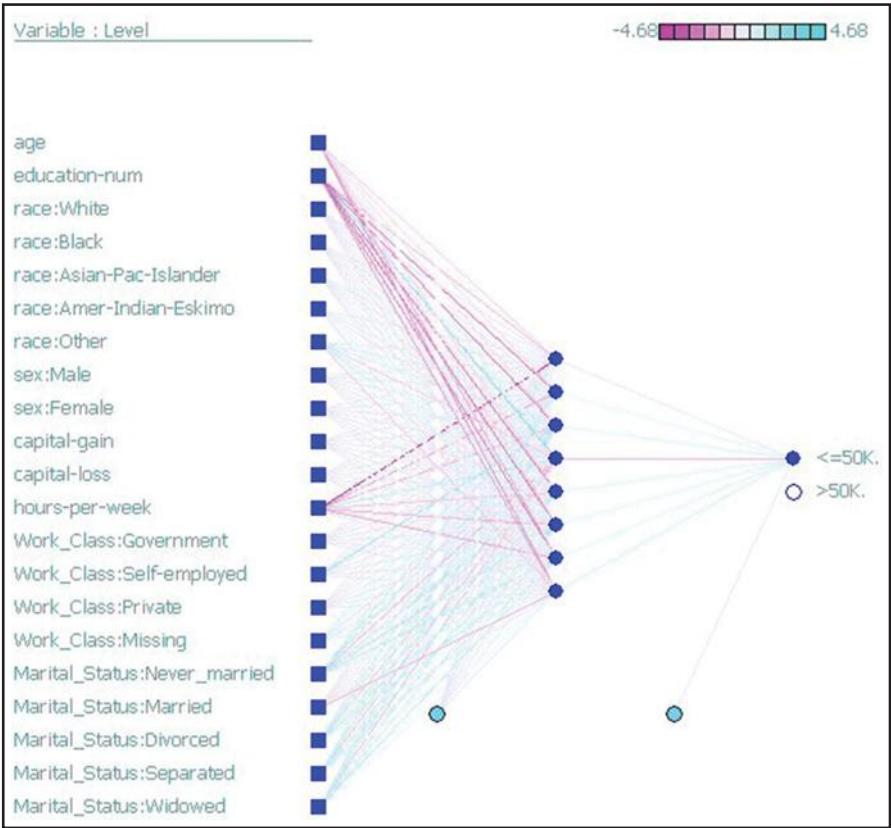 Variable : Level
-4.68 4.68
age
education-num
race:White
race:Black
race:Asian-Pac-Islander
race:Amer-Indian-Eskimo
race:Other
sex:Male
sex:Female
capital-gain
capital-loss
hours-per-week
Work_Class:Government
Work_Class:Self-employed
Work_Class:Private
Work_Class:Missing
Marital_Status:Never_married
Marital_Status:Married
Marital_Status:Divorced
Marital_Status:Separated
Marital_Status:Widowed
<=50K.
>50K.